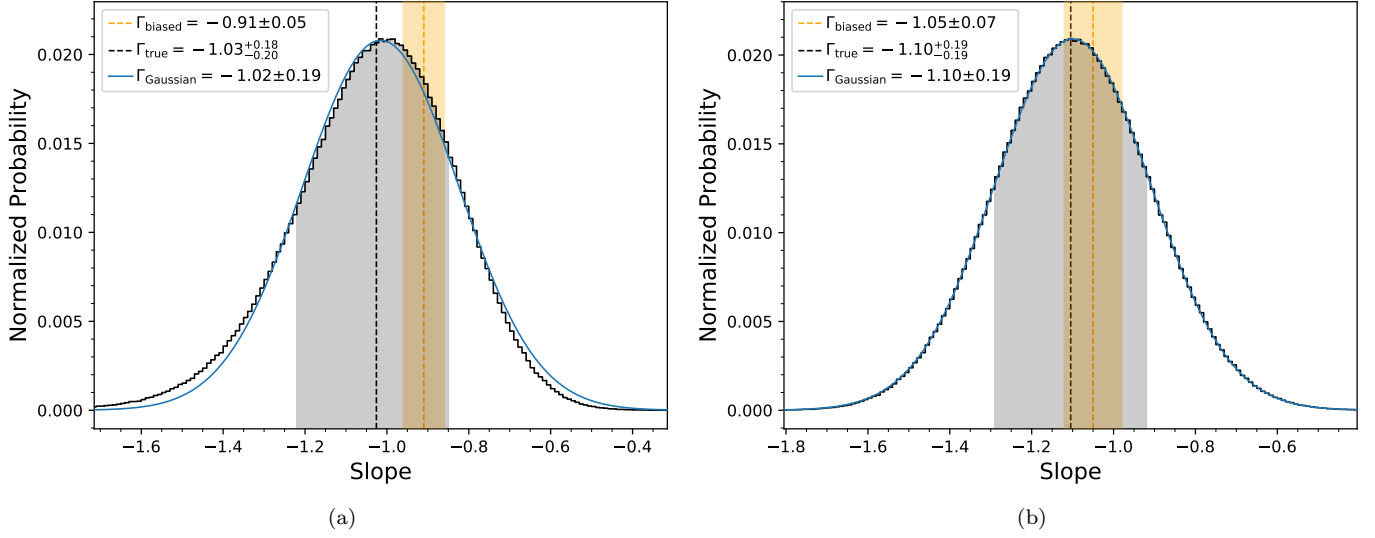 Γbiased = −0.91±0.05
Γtrue = −1.03+0.18−0.20
ΓGaussian = −1.02±0.19
0.020
0.015
0.010
0.005
0.000
Normalized Probability
−1.6 −1.4 −1.2 −1.0 −0.8 −0.6 −0.4
Slope
(a)
Γbiased = −1.05±0.07
Γtrue = −1.10+0.19−0.19
ΓGaussian = −1.10±0.19
0.020
0.015
0.010
0.005
0.000
Normalized Probability
−1.8 −1.6 −1.4 −1.2 −1.0 −0.8 −0.6
Slope
(b)